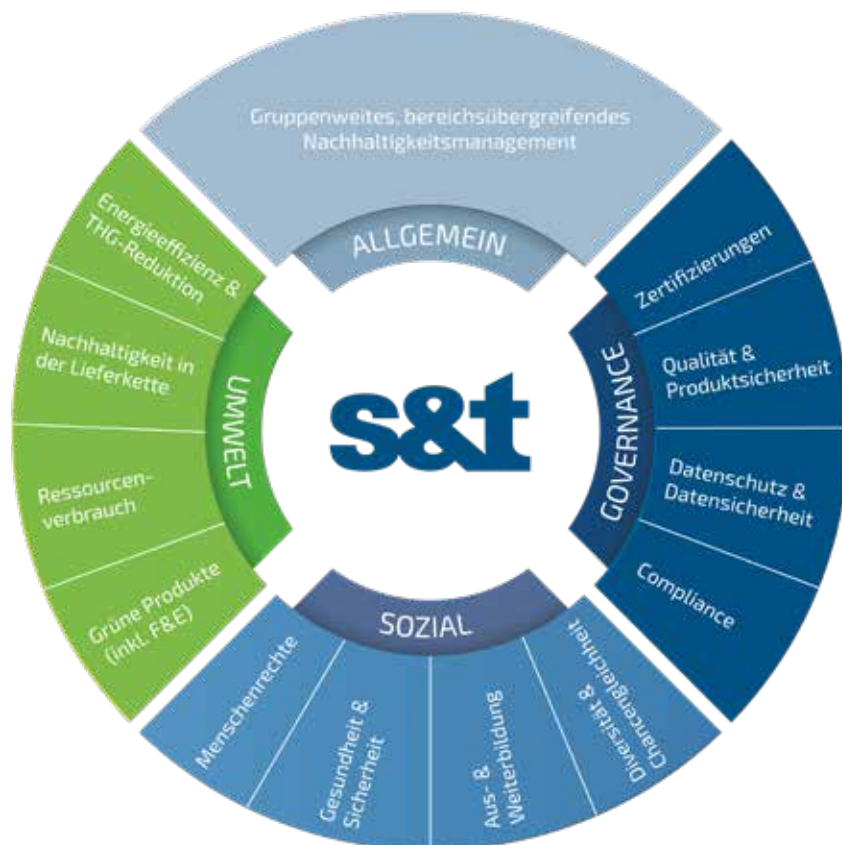 Gruppenweites, bereichsübergreifendes
Nachhaltigkeitsmanagement
ALLGEMEIN
Zertifizierungen
Qualität &
Produktsicherheit
Datenschutz &
Datensicherheit
Compliance
GOVERNANCE
Diversität &
Chancengleichheit
Aus- &
Weiterbildung
Gesundheit &
Sicherheit
Menschenrechte
SOZIAL
Grüne Produkte
(inkl. F&E)
Ressourcen-
verbrauch
Nachhaltigkeit in
der Lieferkette
Energieeffizienz &
THG-Reduktion
UMWELT
s&t